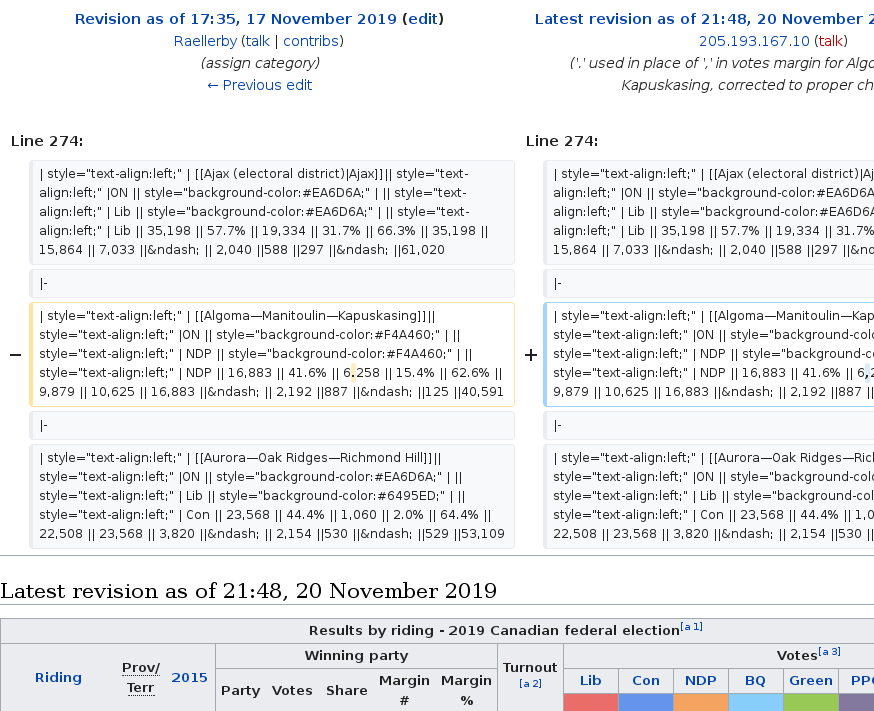 Revision as of 17:35, 17 November 2019 (edit)
Raellerby (talk | contribs)
(assign category)
← Previous edit
Latest revision as of 21:48, 20 November 2
205.193.167.10 (talk)
('.' used in place of ',' in votes margin for Algo
Kapuskasing, corrected to proper ch
Line 274:
| style="text-align:left;" | [[Ajax (electoral district)|Ajax]]|| style="text-
align:left;" |ON || style="background-color:#EA6D6A;" | || style="text-
align:left;" | Lib || style="background-color:#EA6D6A;" | || style="text-
align:left;" | Lib || 35,198 || 57.7% || 19,334 || 31.7% || 66.3% || 35,198 ||
15,864 || 7,033 ||&ndash; || 2,040 ||588 ||297 ||&ndash; ||61,020
|-
− | style="text-align:left;" | [[Algoma—Manitoulin—Kapuskasing]]||
style="text-align:left;" |ON || style="background-color:#F4A460;" | ||
style="text-align:left;" | NDP || style="background-color:#F4A460;" | ||
style="text-align:left;" | NDP || 16,883 || 41.6% || 6.258 || 15.4% || 62.6% ||
9,879 || 10,625 || 16,883 ||&ndash; || 2,192 ||887 ||&ndash; ||125 ||40,591
|-
| style="text-align:left;" | [[Aurora—Oak Ridges—Richmond Hill]]||
style="text-align:left;" |ON || style="background-color:#EA6D6A;" | ||
style="text-align:left;" | Lib || style="background-color:#6495ED;" | ||
style="text-align:left;" | Con || 23,568 || 44.4% || 1,060 || 2.0% || 64.4% ||
22,508 || 23,568 || 3,820 ||&ndash; || 2,154 ||530 ||&ndash; ||529 ||53,109
Line 274:
| style="text-align:left;" | [[Ajax (electoral district)|Aj
align:left;" |ON || style="background-color:#EA6D6A
align:left;" | Lib || style="background-color:#EA6D6A
align:left;" | Lib || 35,198 || 57.7% || 19,334 || 31.7%
15,864 || 7,033 ||&ndash; || 2,040 ||588 ||297 ||&nda
|-
+ | style="text-align:left;" | [[Algoma—Manitoulin—Kap
style="text-align:left;" |ON || style="background-colo
style="text-align:left;" | NDP || style="background-c
style="text-align:left;" | NDP || 16,883 || 41.6% || 6,2
9,879 || 10,625 || 16,883 ||&ndash; || 2,192 ||887 ||
|-
| style="text-align:left;" | [[Aurora—Oak Ridges—Rich
style="text-align:left;" |ON || style="background-colo
style="text-align:left;" | Lib || style="background-col
style="text-align:left;" | Con || 23,568 || 44.4% || 1,0
22,508 || 23,568 || 3,820 ||&ndash; || 2,154 ||530 ||
Latest revision as of 21:48, 20 November 2019
Results by riding - 2019 Canadian federal election[a 1]
Riding
Prov/
Terr
2015
Winning party
Party Votes Share Margin # Margin %
Turnout
[a 2]
Votes[a 3]
Lib Con NDP BQ Green PPC